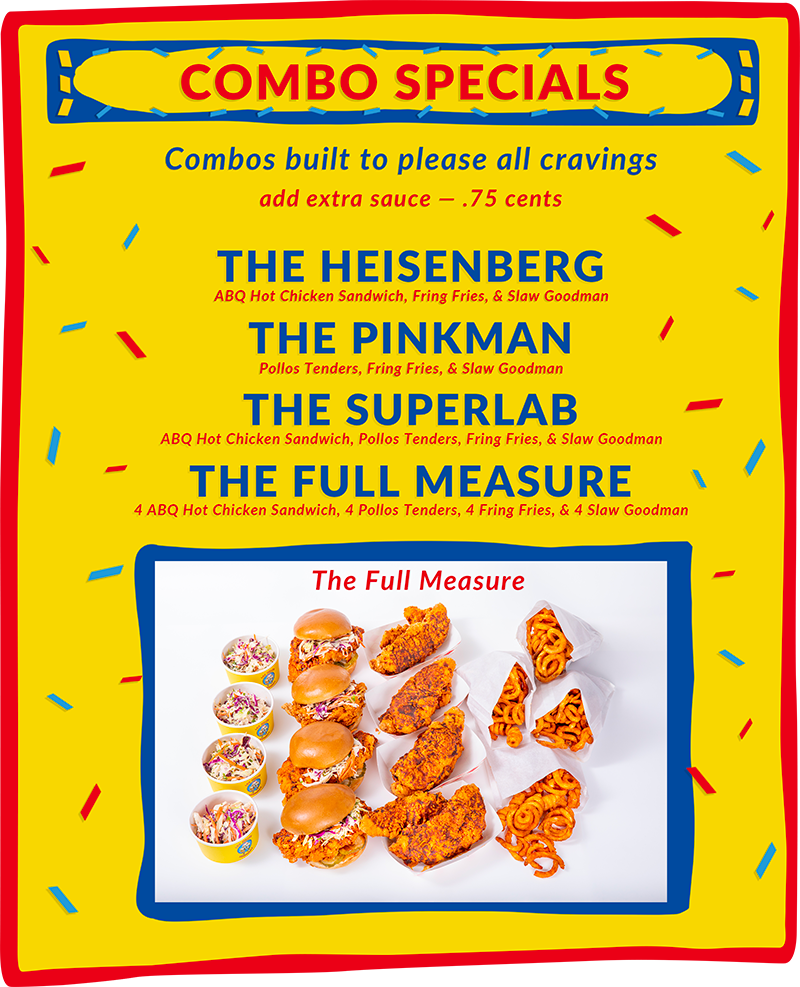 COMBO SPECIALS
Combos built to please all cravings
add extra sauce – .75 cents
THE HEISENBERG
ABQ Hot Chicken Sandwich, Fring Fries, & Slaw Goodman
THE PINKMAN
Pollos Tenders, Fring Fries, & Slaw Goodman
THE SUPERLAB
ABQ Hot Chicken Sandwich, Pollos Tenders, Fring Fries, & Slaw Goodman
THE FULL MEASURE
4 ABQ Hot Chicken Sandwich, 4 Pollos Tenders, 4 Fring Fries, & 4 Slaw Goodman
The Full Measure